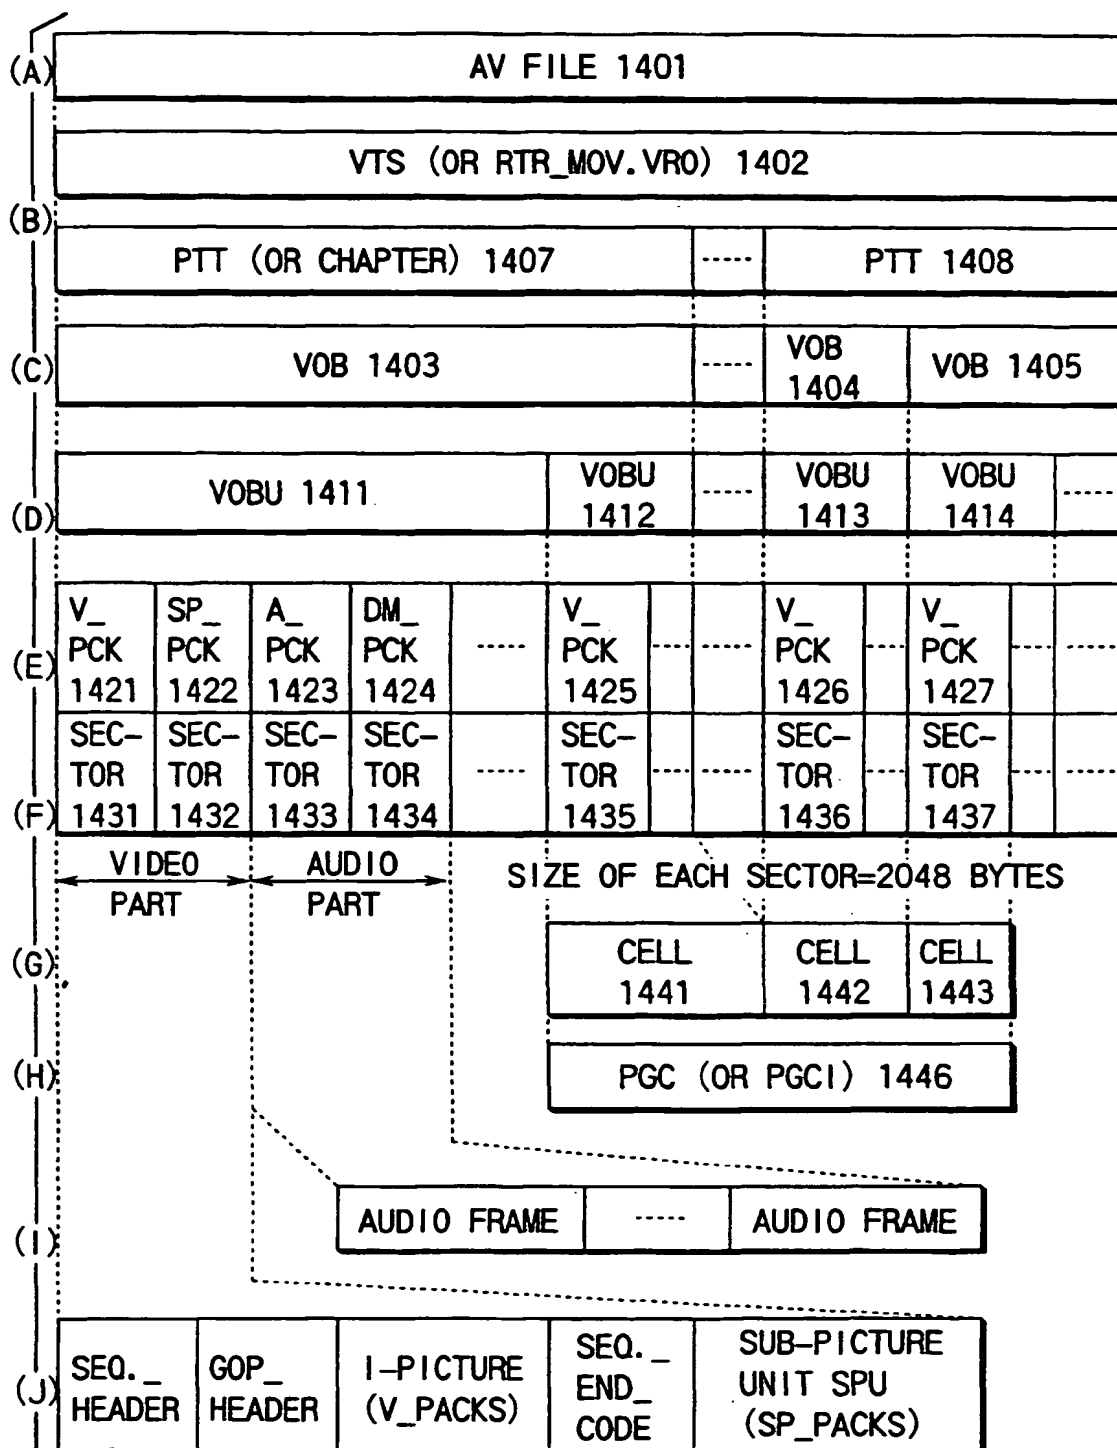 (A)
AV FILE 1401
VTS (OR RTR_MOV.VRO) 1402
(B)
PTT (OR CHAPTER) 1407
-----
PTT 1408
(C)
VOB 1403
-----
VOB
1404
VOB 1405
(D)
VOBU 1411
VOBU
1412
-----
VOBU
1413
VOBU
1414
-----
(E)
V_
PCK
1421
SP_
PCK
1422
A_
PCK
1423
DM_
PCK
1424
-----
V_
PCK
1425
V_
PCK
1426
V_
PCK
1427
(F)
SEC-
TOR
1431
SEC-
TOR
1432
SEC-
TOR
1433
SEC-
TOR
1434
-----
SEC-
TOR
1435
SEC-
TOR
1436
SEC-
TOR
1437
VIDEO
PART
AUDIO
PART
SIZE OF EACH SECTOR=2048 BYTES
(G)
CELL
1441
CELL
1442
CELL
1443
(H)
PGC (OR PGCI) 1446
(I)
AUDIO FRAME
-----
AUDIO FRAME
(J)
SEQ._
HEADER
GOP_
HEADER
I-PICTURE
(V_PACKS)
SEQ._
END_
CODE
SUB-PICTURE
UNIT SPU
(SP_PACKS)